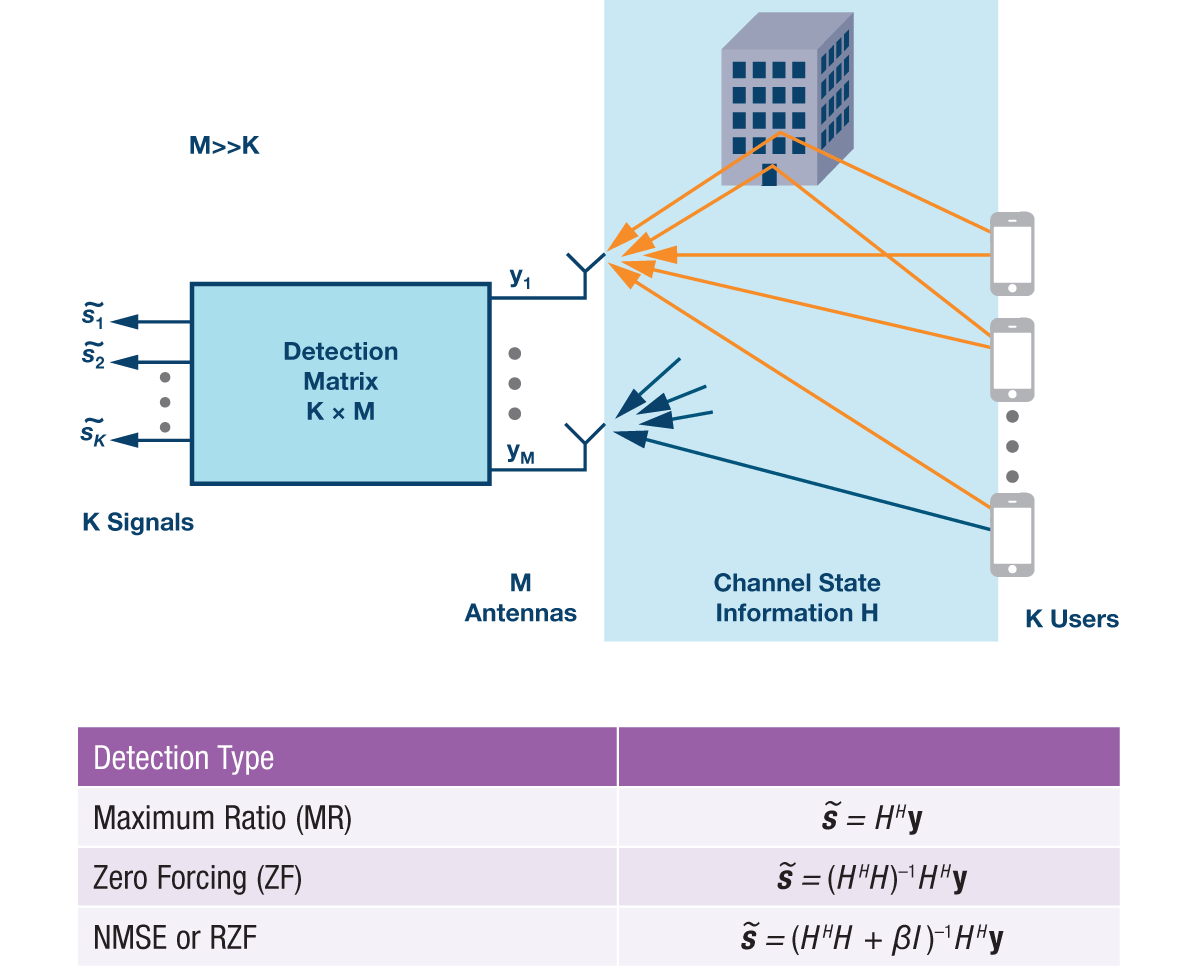 M>>K
y₁
s̃₁
s̃₂
Detection
Matrix
K × M
s̃ₖ
y_M
K Signals
M
Antennas
Channel State
Information H
K Users
Detection Type
Maximum Ratio (MR)	s̃ = Hᴴy
Zero Forcing (ZF)	s̃ = (HᴴH)⁻¹Hᴴy
NMSE or RZF	s̃ = (HᴴH + βI)⁻¹Hᴴy